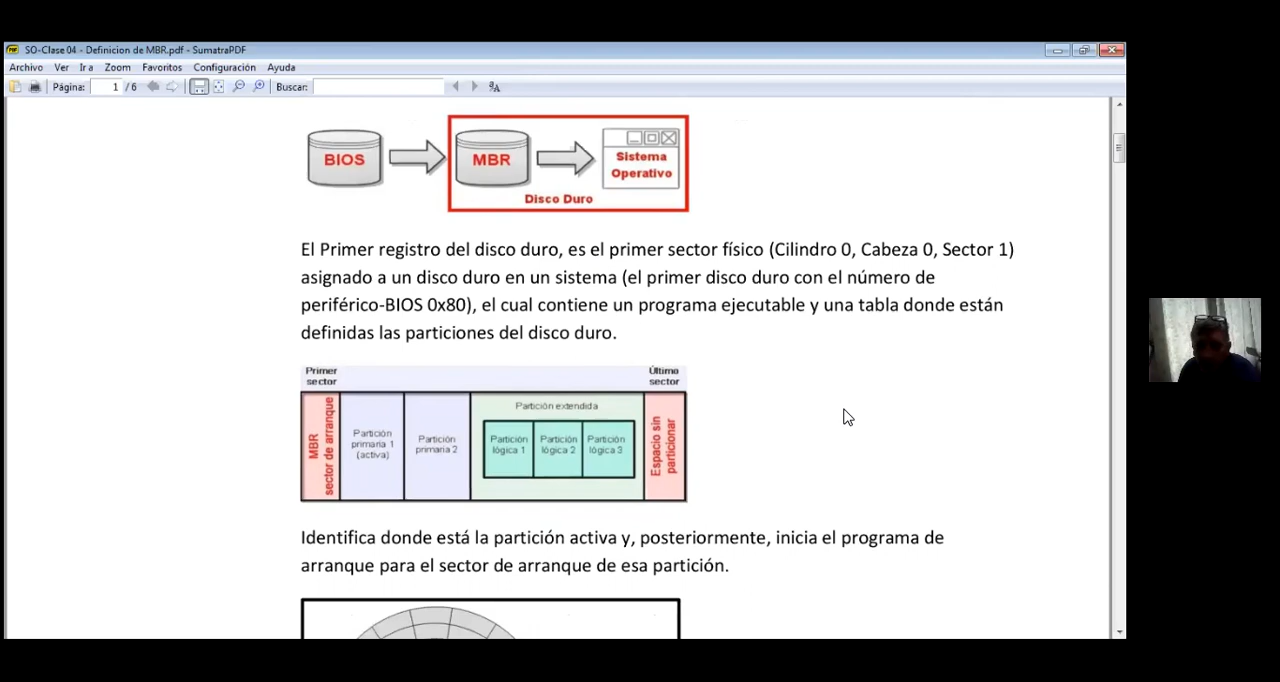 SO-Clase 04 - Definicion de MBR.pdf - SumatraPDF
Archivo Ver Ir a Zoom Favoritos Configuración Ayuda
Página: 1 / 6 Buscar:
BIOS MBR Sistema
Operativo
Disco Duro
El Primer registro del disco duro, es el primer sector físico (Cilindro 0, Cabeza 0, Sector 1)
asignado a un disco duro en un sistema (el primer disco duro con el número de
periférico-BIOS 0x80), el cual contiene un programa ejecutable y una tabla donde están
definidas las particiones del disco duro.
Primer
sector
Último
sector
MBR
sector de arranque
Partición
primaria 1
(activa)
Partición
primaria 2
Partición extendida
Partición
lógica 1
Partición
lógica 2
Partición
lógica 3
Espacio sin
particionar
Identifica donde está la partición activa y, posteriormente, inicia el programa de
arranque para el sector de arranque de esa partición.